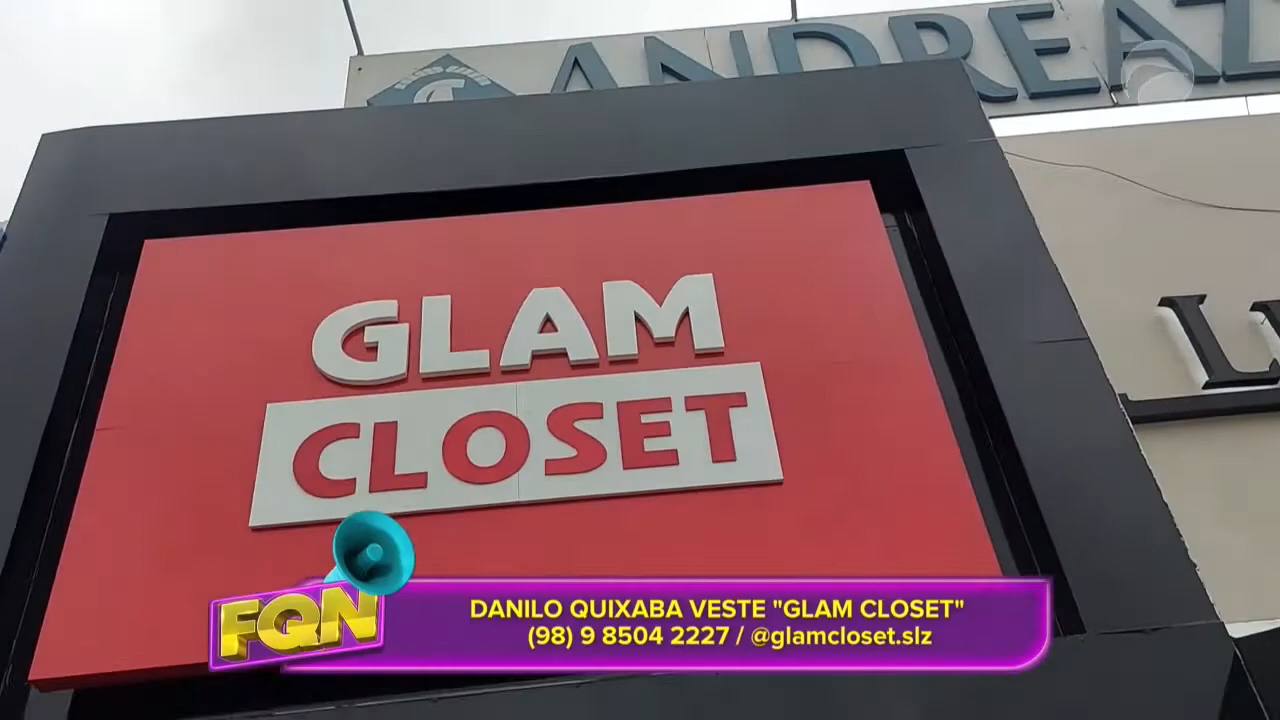 GLAM
CLOSET
FQN
DANILO QUIXABA VESTE "GLAM CLOSET"
(98) 9 8504 2227 / @glamcloset.slz